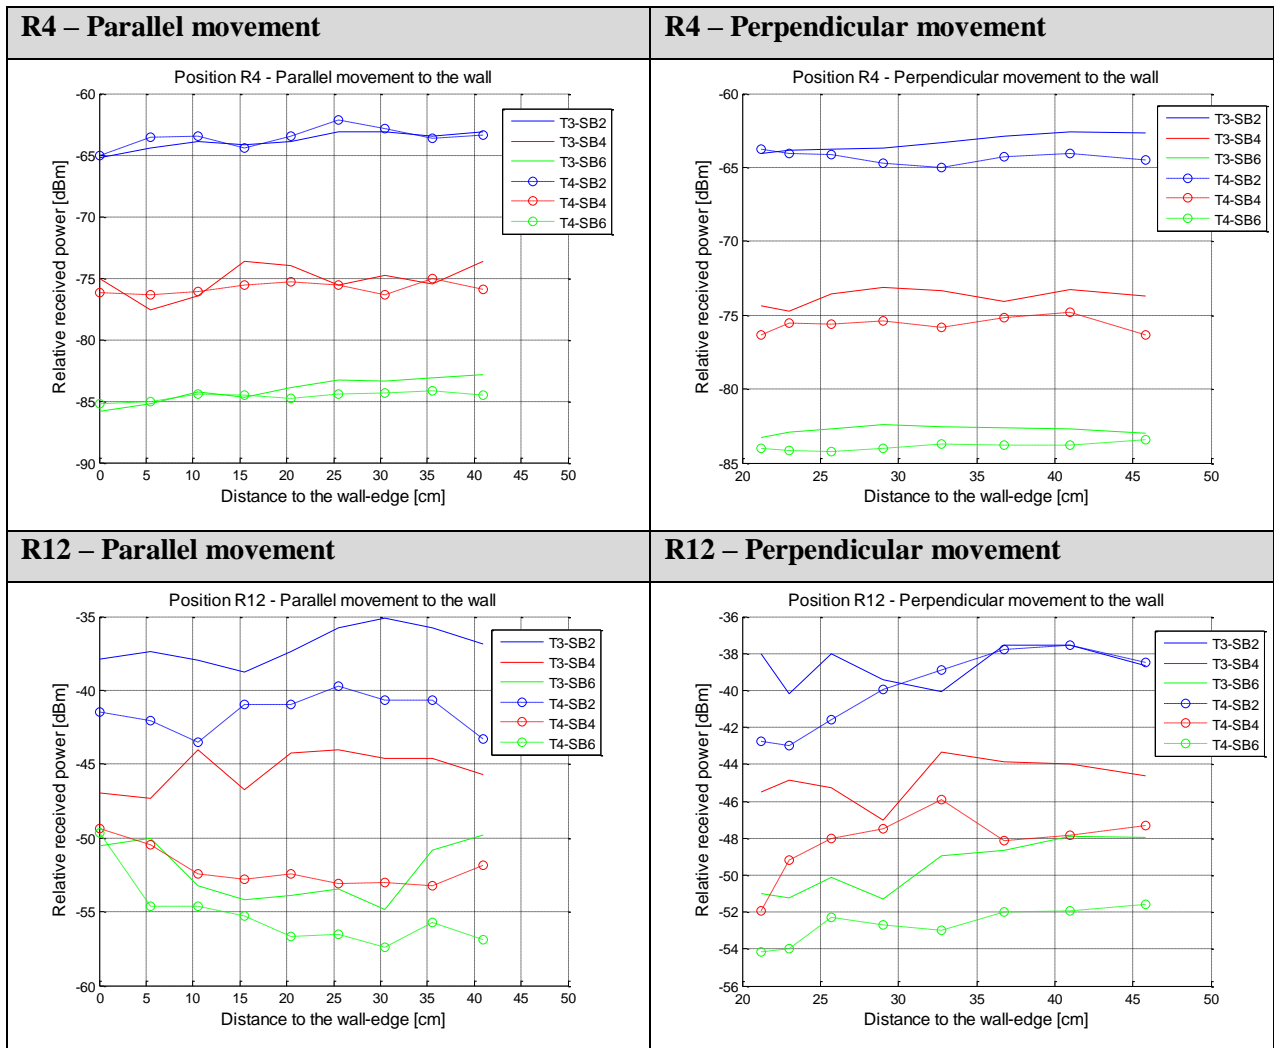 R4 – Parallel movement
R4 – Perpendicular movement
Position R4 - Parallel movement to the wall
Relative received power [dBm]
-60
-65
-70
-75
-80
-85
-90
0 5 10 15 20 25 30 35 40 45 50
Distance to the wall-edge [cm]
T3-SB2
T3-SB4
T3-SB6
T4-SB2
T4-SB4
T4-SB6
Position R4 - Perpendicular movement to the wall
Relative received power [dBm]
-60
-65
-70
-75
-80
-85
20 25 30 35 40 45 50
Distance to the wall-edge [cm]
T3-SB2
T3-SB4
T3-SB6
T4-SB2
T4-SB4
T4-SB6
R12 – Parallel movement
R12 – Perpendicular movement
Position R12 - Parallel movement to the wall
Relative received power [dBm]
-35
-40
-45
-50
-55
-60
0 5 10 15 20 25 30 35 40 45 50
Distance to the wall-edge [cm]
T3-SB2
T3-SB4
T3-SB6
T4-SB2
T4-SB4
T4-SB6
Position R12 - Perpendicular movement to the wall
Relative received power [dBm]
-36
-38
-40
-42
-44
-46
-48
-50
-52
-54
-56
20 25 30 35 40 45 50
Distance to the wall-edge [cm]
T3-SB2
T3-SB4
T3-SB6
T4-SB2
T4-SB4
T4-SB6